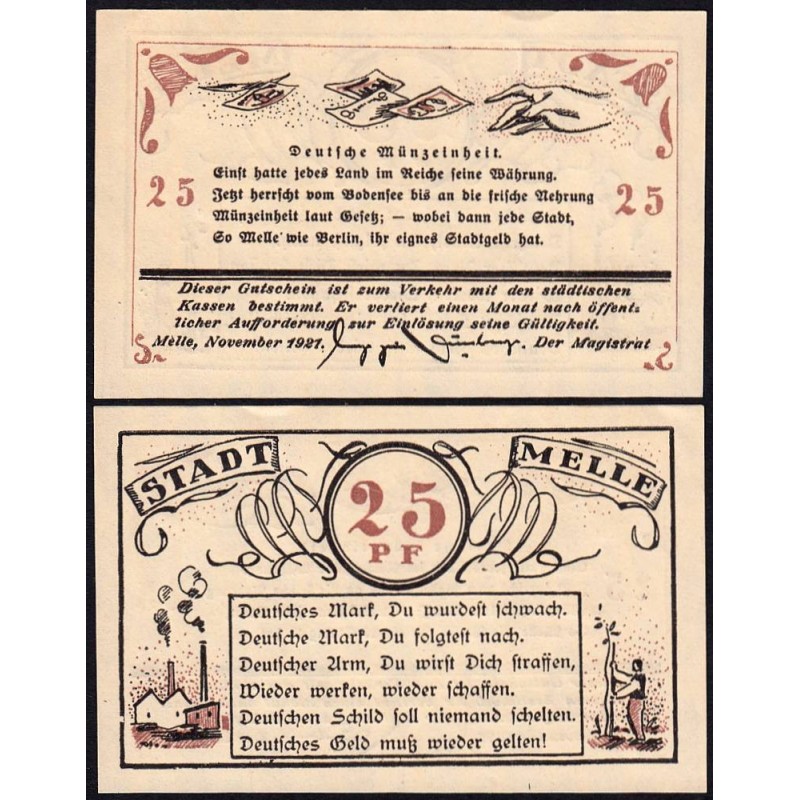 Deutsche Münzeinheit.
Einst hatte jedes Land im Reiche seine Währung.
25 Jetzt herrscht vom Bodensee bis an die frische Nehrung 25
Münzeinheit laut Gesetz; — wobei dann jede Stadt,
So Melle wie Berlin, ihr eignes Stadtgeld hat.
Dieser Gutschein ist zum Verkehr mit den städtischen
Kassen bestimmt. Er verliert einen Monat nach öffent-
licher Aufforderung zur Einlösung seine Gültigkeit.
Melle, November 1921. Der Magistrat
STADT MELLE
25
PF
Deutsches Mark, Du wurdest schwach.
Deutsche Mark, Du folgtest nach.
Deutscher Arm, Du wirst Dich straffen,
Wieder werken, wieder schaffen.
Deutschen Schild soll niemand schelten.
Deutsches Geld muß wieder gelten!